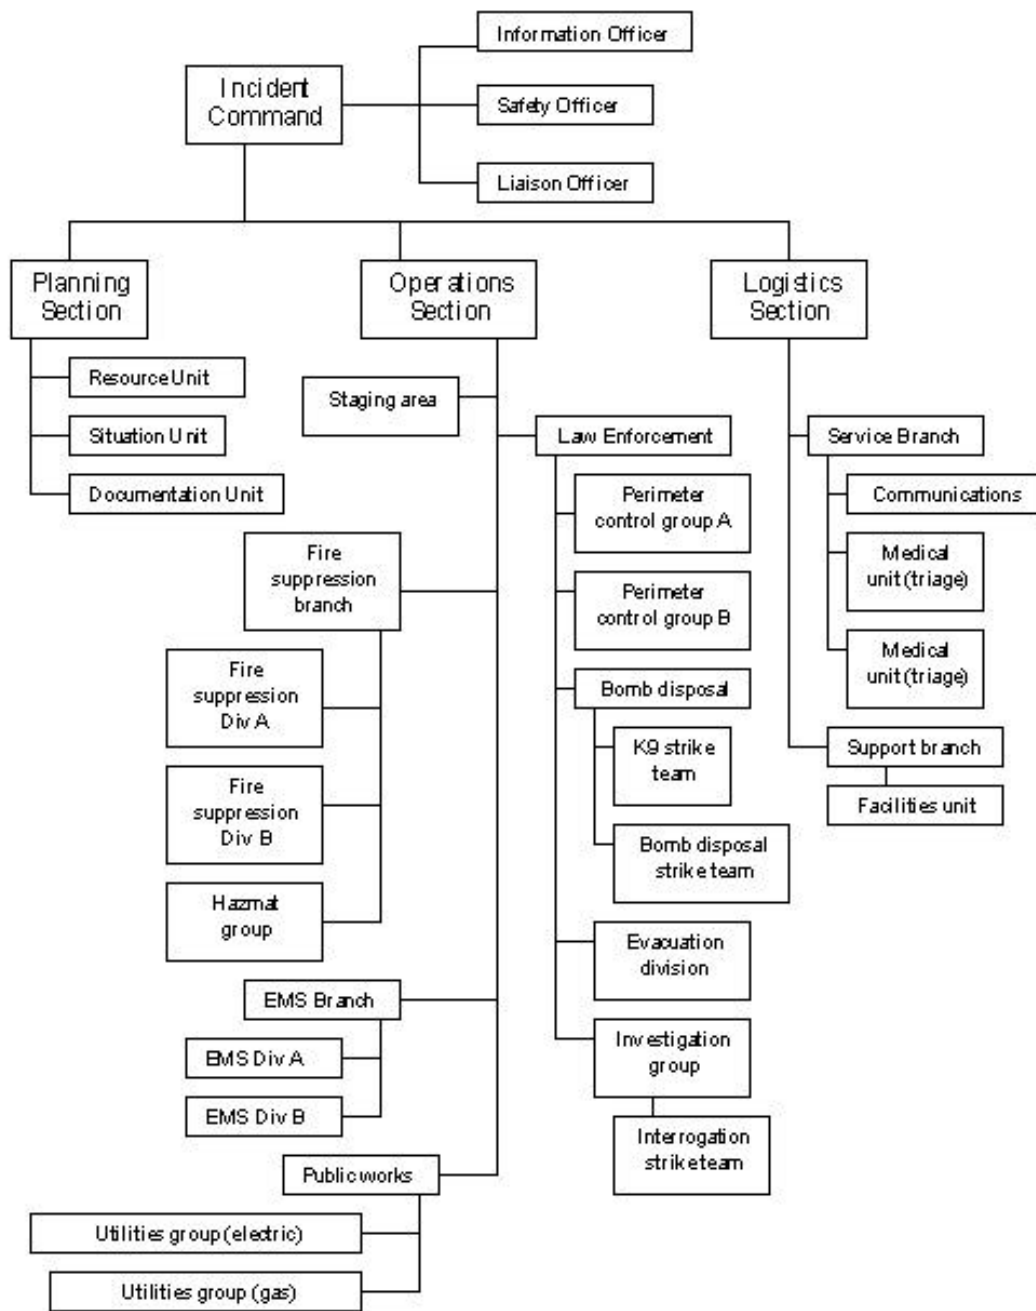 Information Officer
Incident
Command
Safety Officer
Liaison Officer
Planning
Section
Operations
Section
Logistics
Section
Resource Unit
Situation Unit
Documentation Unit
Staging area
Law Enforcement
Perimeter
control group A
Perimeter
control group B
Bomb disposal
K9 strike
team
Bomb disposal
strike team
Evacuation
division
Investigation
group
Interrogation
strike team
Service Branch
Communications
Medical
unit (triage)
Medical
unit (triage)
Support branch
Facilities unit
Fire
suppression
branch
Fire
suppression
Div A
Fire
suppression
Div B
Hazmat
group
EMS Branch
EMS Div A
EMS Div B
Public works
Utilities group (electric)
Utilities group (gas)